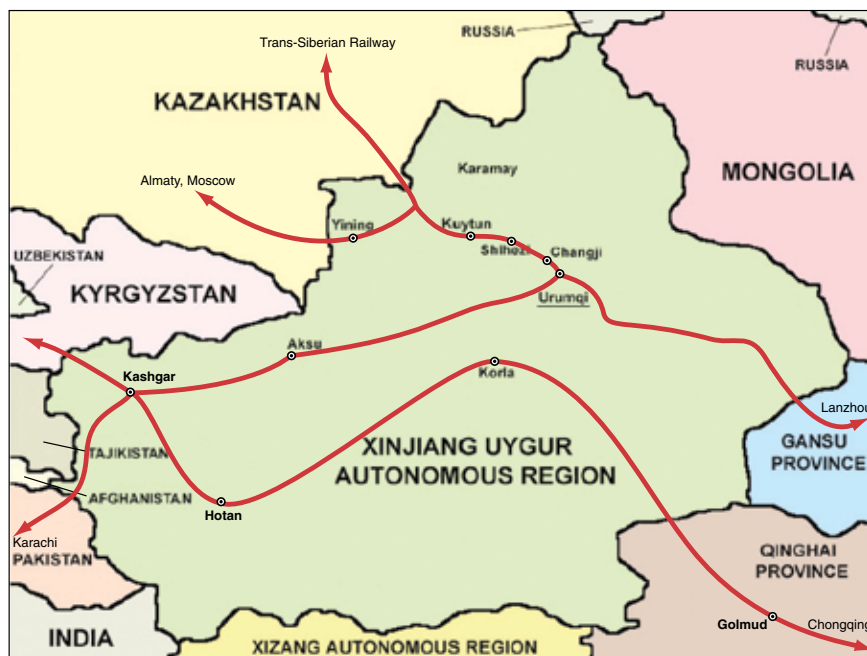 RUSSIA
Trans-Siberian Railway
RUSSIA
KAZAKHSTAN
Karamay
MONGOLIA
Almaty, Moscow
Yining
Kuytun
Shihezi
Changji
UZBEKISTAN
KYRGYZSTAN
Urumqi
Aksu
Korla
Kashgar
Lanzhou
XINJIANG UYGUR
AUTONOMOUS REGION
GANSU
PROVINCE
TAJIKISTAN
AFGHANISTAN
Hotan
Karachi
PAKISTAN
QINGHAI
PROVINCE
Golmud
Chongqing
INDIA
XIZANG AUTONOMOUS REGION